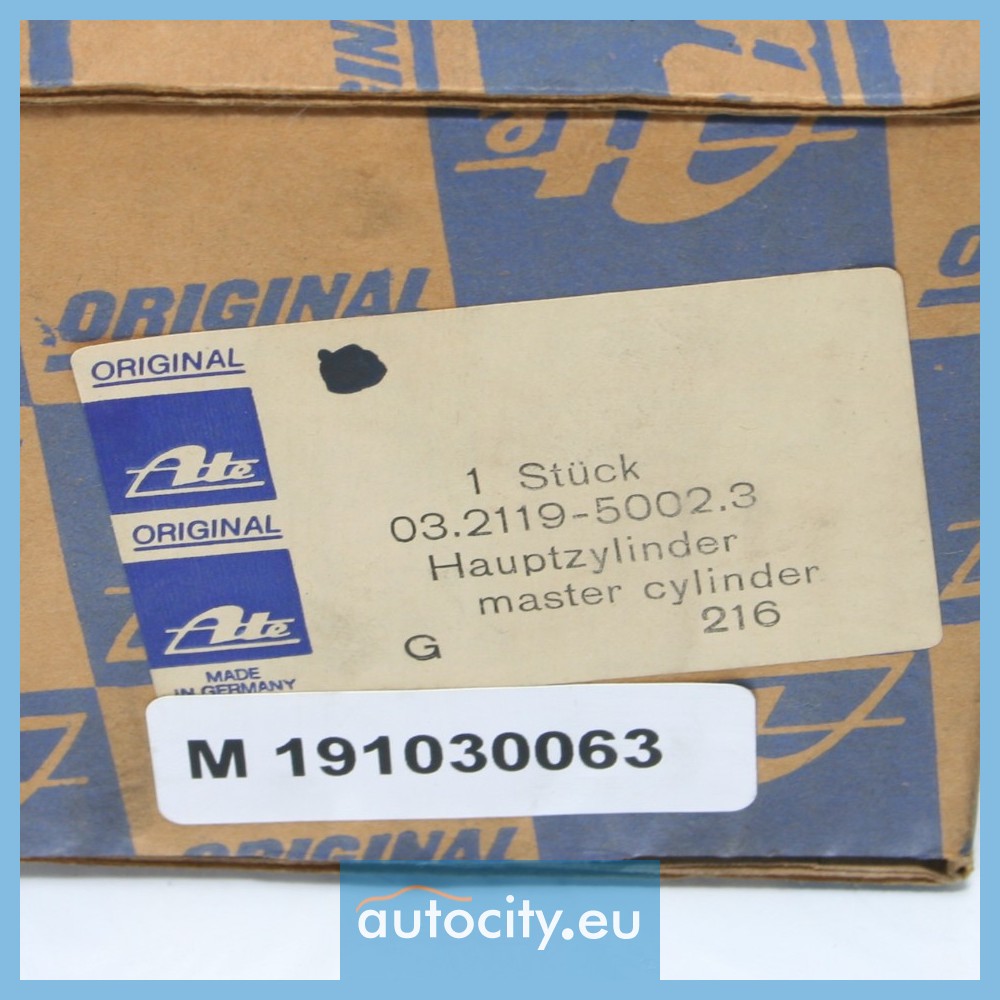 ate
ORIGINAL
ORIGINAL
Ate
ORIGINAL
Ate
MADE
IN GERMANY
1 Stück
03.2119-5002.3
Hauptzylinder
master cylinder
216
G
M 191030063
ORIGINAL
autocity.eu